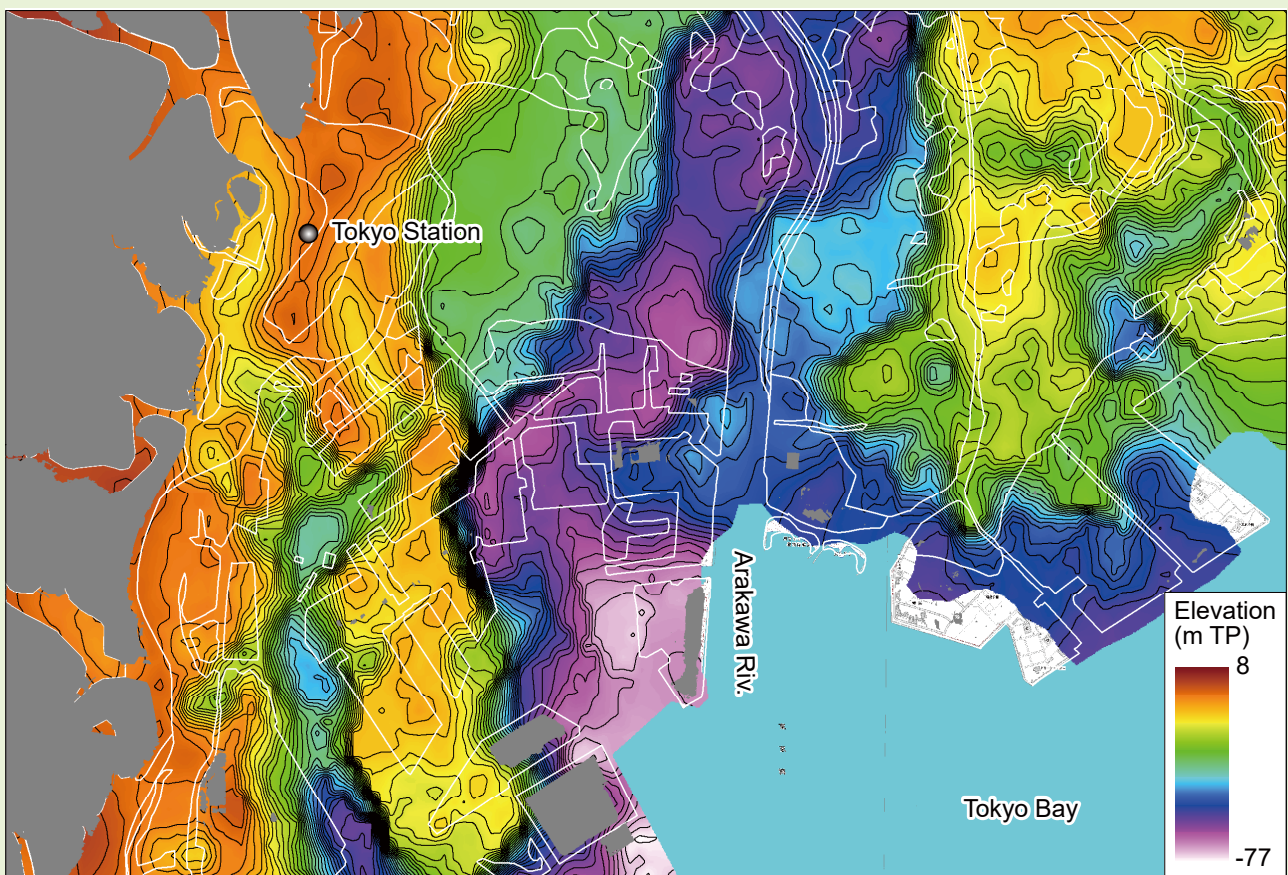 Tokyo Station
Arakawa Riv.
Tokyo Bay
Elevation
(m TP)
8
-77